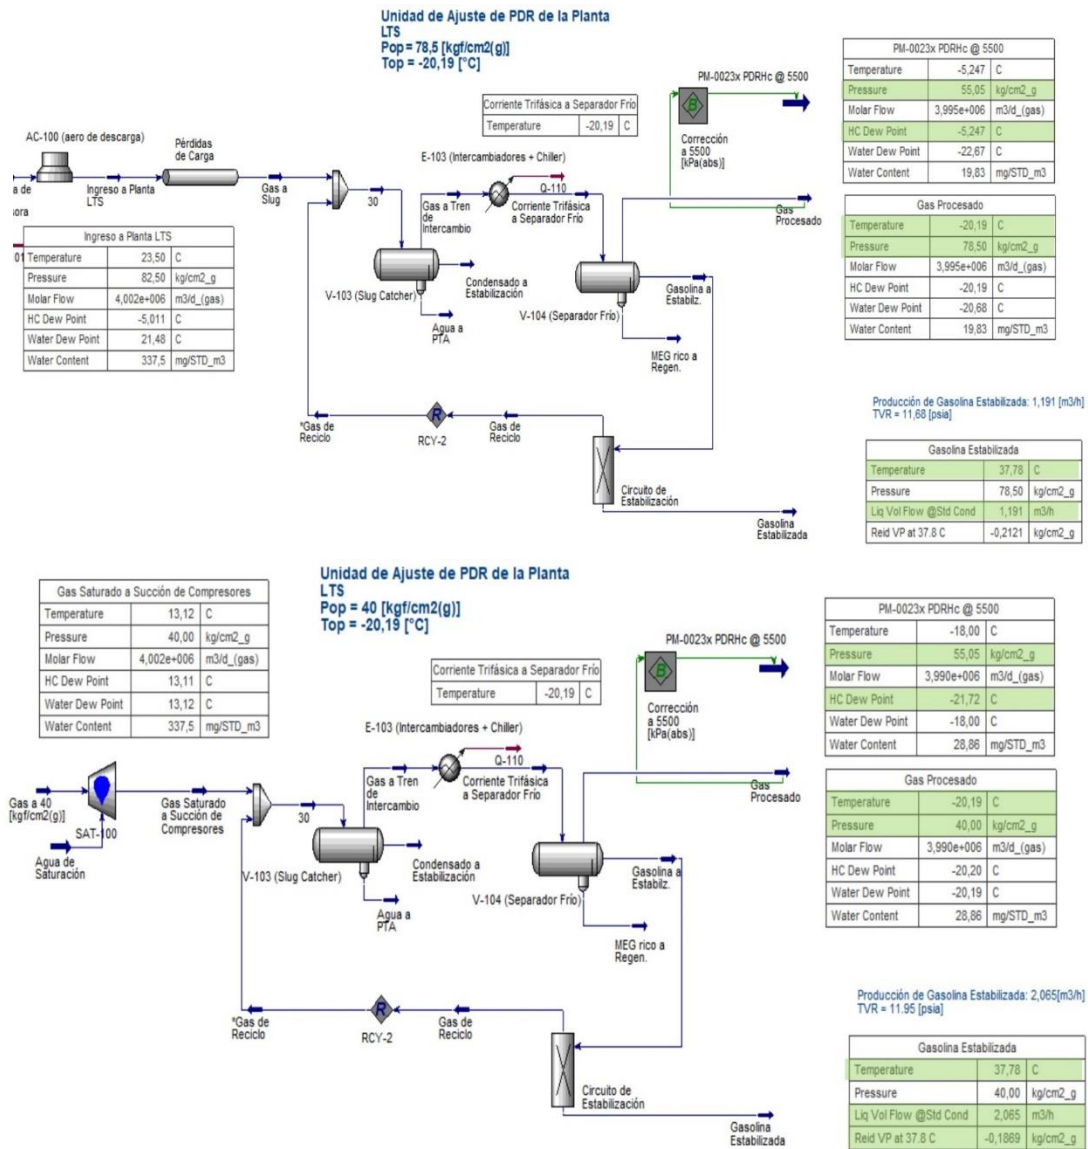 Unidad de Ajuste de PDR de la Planta
LTS
Pop = 78,5 [kgf/cm2(g)]
Top = -20,19 [°C]
PM-0023x PDRHc @ 5500
Temperature -5,247 C
Pressure 55,05 kg/cm2_g
Molar Flow 3,995e+006 m3/d_(gas)
HC Dew Point -5,247 C
Water Dew Point -22,67 C
Water Content 19,83 mg/STD_m3
PM-0023x PDRHc @ 5500
B
Corrección
a 5500
[kPa(abs)]
Corriente Trifásica a Separador Frío
Temperature -20,19 C
AC-100 (aero de descarga)
Pérdidas
de Carga
a de
sora
Ingreso a Planta
LTS
Gas a
Slug
30
E-103 (Intercambiadores + Chiller)
Q-110
Gas a Tren
de
Intercambio
Corriente Trifásica
a Separador Frío
Gas
Procesado
Gas Procesado
Temperature -20,19 C
Pressure 78,50 kg/cm2_g
Molar Flow 3,995e+006 m3/d_(gas)
HC Dew Point -20,19 C
Water Dew Point -20,68 C
Water Content 19,83 mg/STD_m3
01
Ingreso a Planta LTS
Temperature 23,50 C
Pressure 82,50 kg/cm2_g
Molar Flow 4,002e+006 m3/d_(gas)
HC Dew Point -5,011 C
Water Dew Point 21,48 C
Water Content 337,5 mg/STD_m3
V-103 (Slug Catcher)
Condensado a
Estabilización
Agua a
PTA
V-104 (Separador Frío)
Gasolina a
Estabilz.
MEG rico a
Regen.
*Gas de
Reciclo
R
RCY-2
Gas de
Reciclo
Circuito de
Estabilización
Gasolina
Estabilizada
Producción de Gasolina Estabilizada: 1,191 [m3/h]
TVR = 11,68 [psia]
Gasolina Estabilizada
Temperature 37,78 C
Pressure 78,50 kg/cm2_g
Liq Vol Flow @Std Cond 1,191 m3/h
Reid VP at 37.8 C -0,2121 kg/cm2_g
Unidad de Ajuste de PDR de la Planta
LTS
Pop = 40 [kgf/cm2(g)]
Top = -20,19 [°C]
Gas Saturado a Succión de Compresores
Temperature 13,12 C
Pressure 40,00 kg/cm2_g
Molar Flow 4,002e+006 m3/d_(gas)
HC Dew Point 13,11 C
Water Dew Point 13,12 C
Water Content 337,5 mg/STD_m3
PM-0023x PDRHc @ 5500
Temperature -18,00 C
Pressure 55,05 kg/cm2_g
Molar Flow 3,990e+006 m3/d_(gas)
HC Dew Point -21,72 C
Water Dew Point -18,00 C
Water Content 28,86 mg/STD_m3
PM-0023x PDRHc @ 5500
B
Corrección
a 5500
[kPa(abs)]
Corriente Trifásica a Separador Frío
Temperature -20,19 C
E-103 (Intercambiadores + Chiller)
Q-110
Gas a Tren
de
Intercambio
Corriente Trifásica
a Separador Frío
Gas a 40
[kgf/cm2(g)]
SAT-100
Agua de
Saturación
Gas Saturado
a Succión de
Compresores
30
Gas
Procesado
Gas Procesado
Temperature -20,19 C
Pressure 40,00 kg/cm2_g
Molar Flow 3,990e+006 m3/d_(gas)
HC Dew Point -20,20 C
Water Dew Point -20,19 C
Water Content 28,86 mg/STD_m3
V-103 (Slug Catcher)
Condensado a
Estabilización
Agua a
PTA
V-104 (Separador Frío)
Gasolina a
Estabilz.
MEG rico a
Regen.
*Gas de
Reciclo
R
RCY-2
Gas de
Reciclo
Circuito de
Estabilización
Gasolina
Estabilizada
Producción de Gasolina Estabilizada: 2,065[m3/h]
TVR = 11.95 [psia]
Gasolina Estabilizada
Temperature 37,78 C
Pressure 40,00 kg/cm2_g
Liq Vol Flow @Std Cond 2,065 m3/h
Reid VP at 37.8 C -0,1869 kg/cm2_g